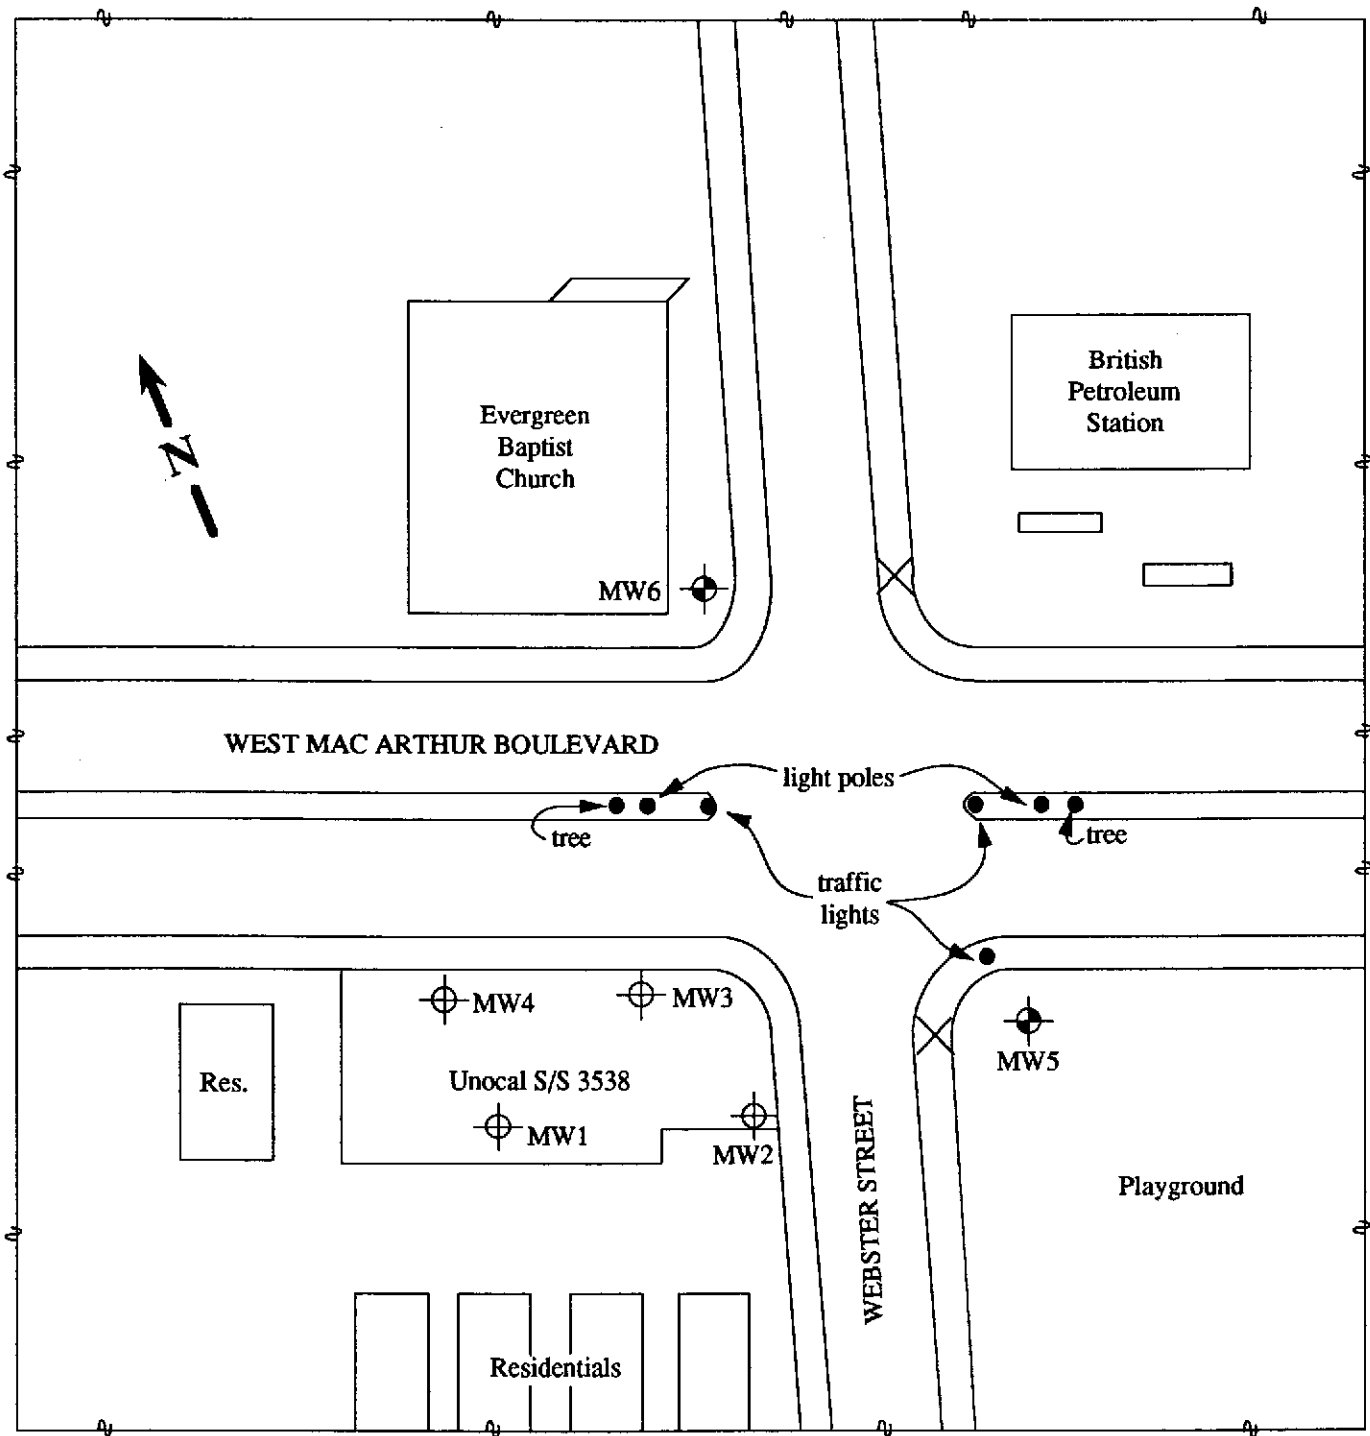 British
Petroleum
Station
Evergreen
Baptist
Church
N
MW6
WEST MAC ARTHUR BOULEVARD
light poles
tree
tree
traffic
lights
MW4
MW3
Res.
Unocal S/S 3538
MW5
MW1
MW2
WEBSTER STREET
Playground
Residentials